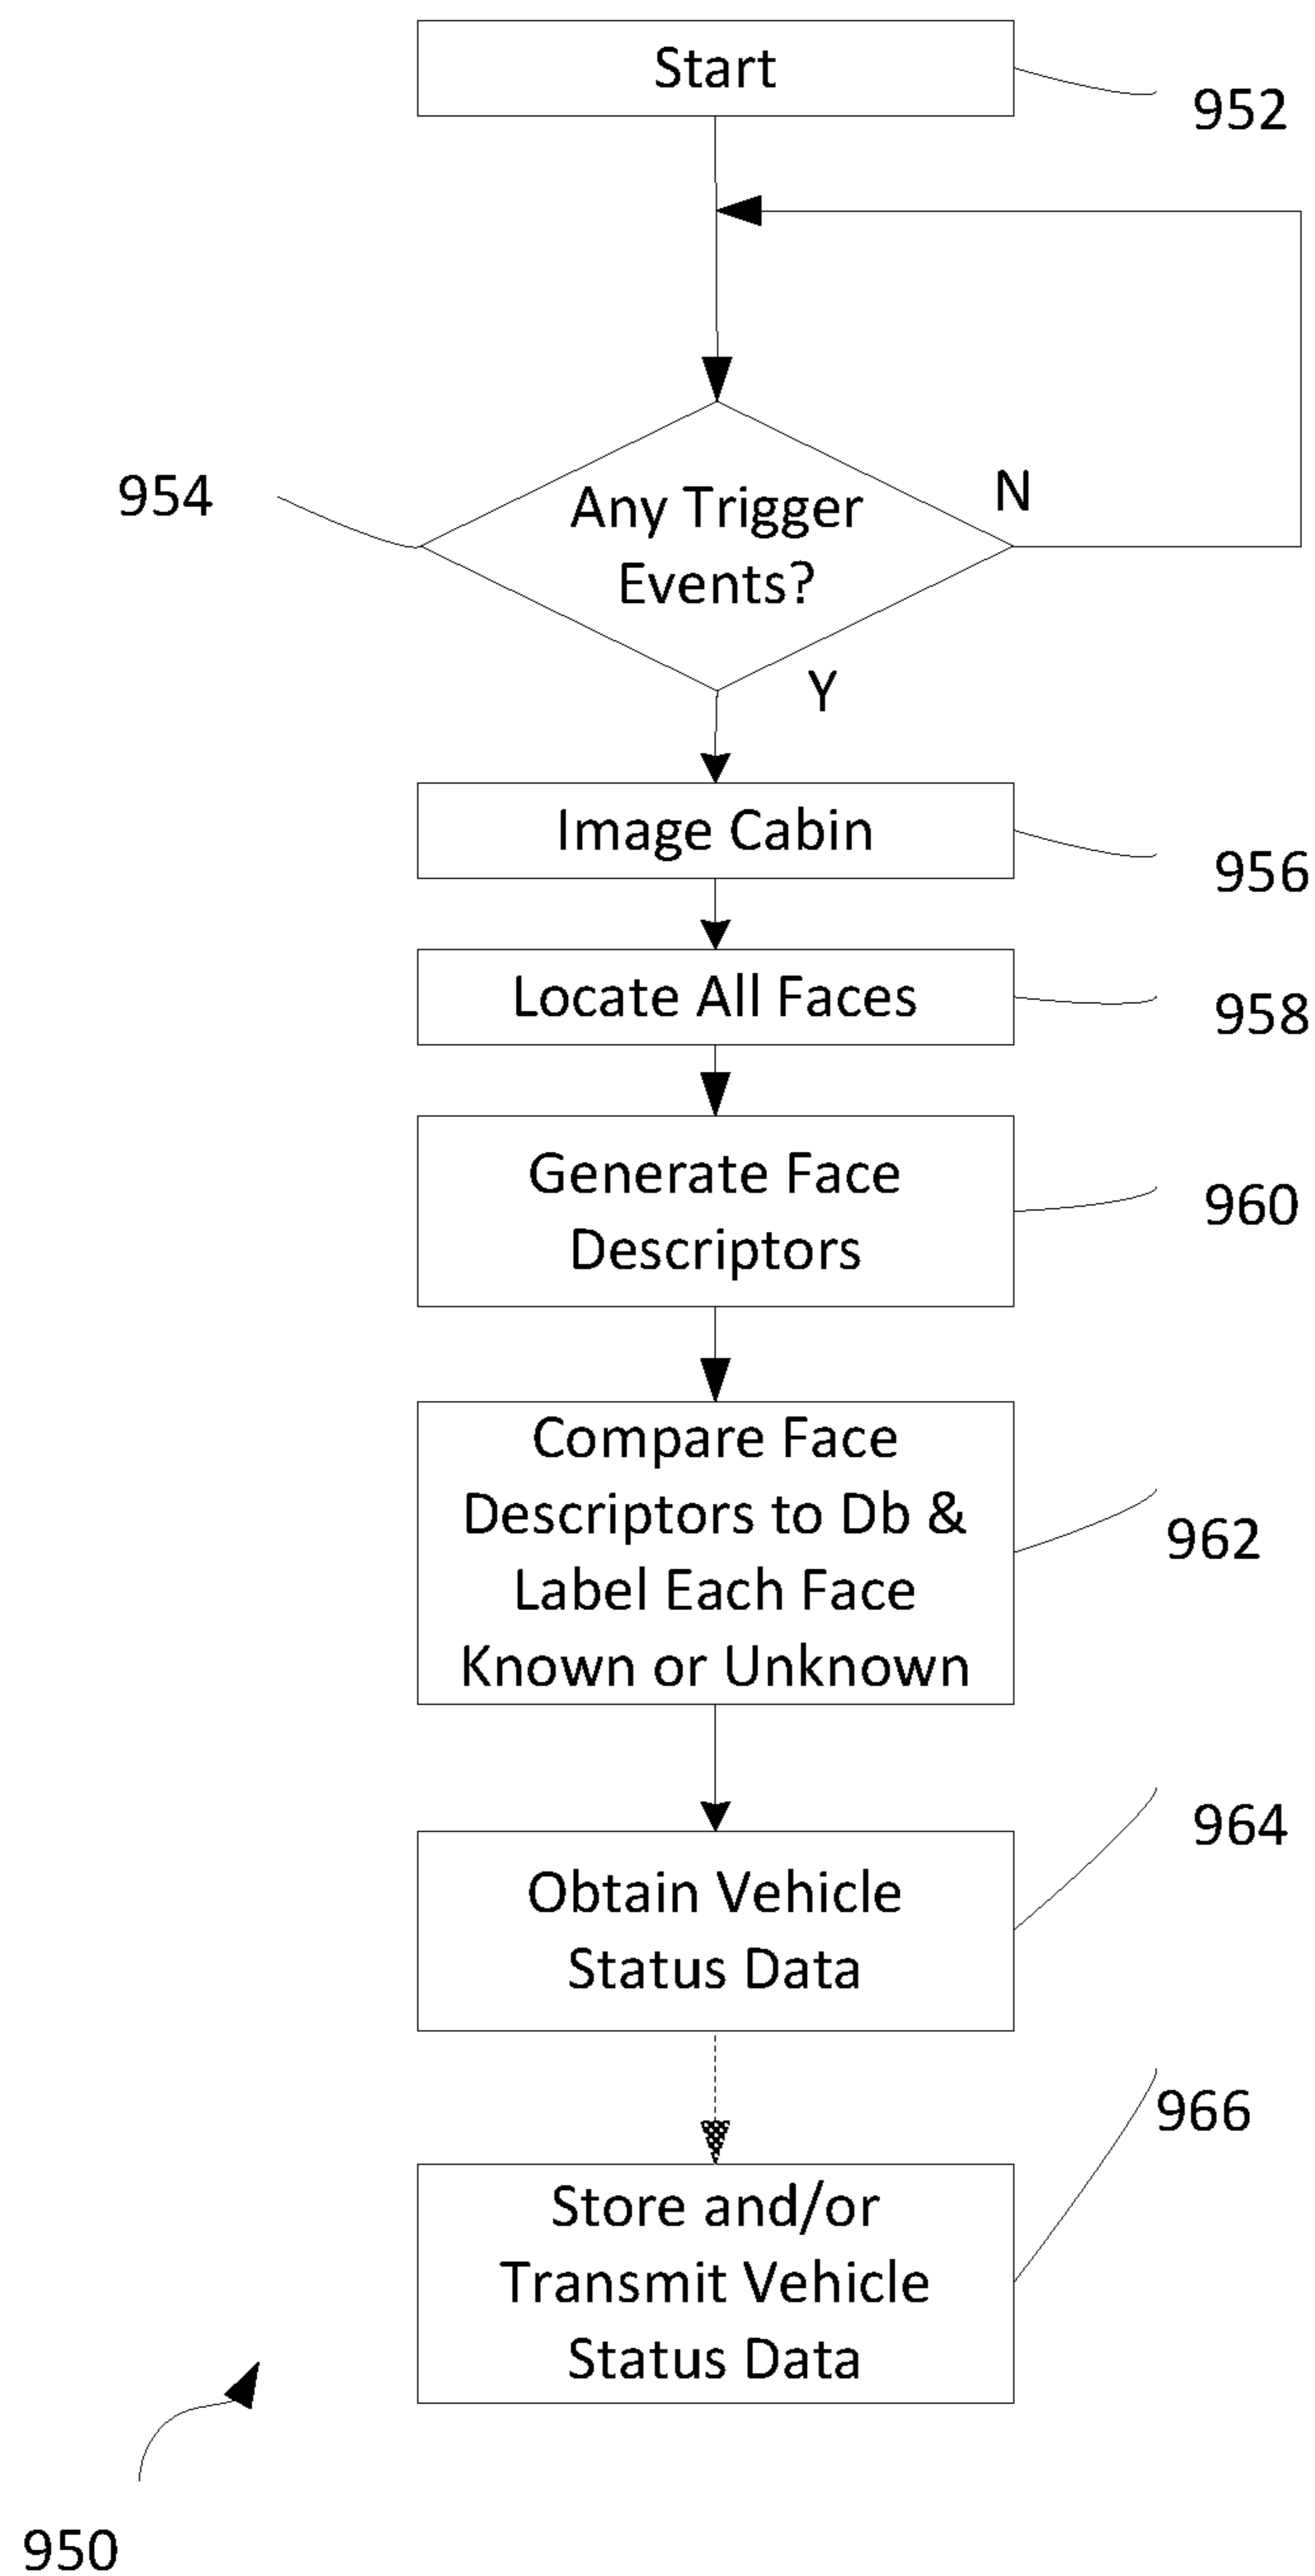 Start
952
954
Any Trigger
Events?
N
Y
Image Cabin
956
Locate All Faces
958
Generate Face
Descriptors
960
Compare Face
Descriptors to Db &
Label Each Face
Known or Unknown
962
Obtain Vehicle
Status Data
964
Store and/or
Transmit Vehicle
Status Data
966
950